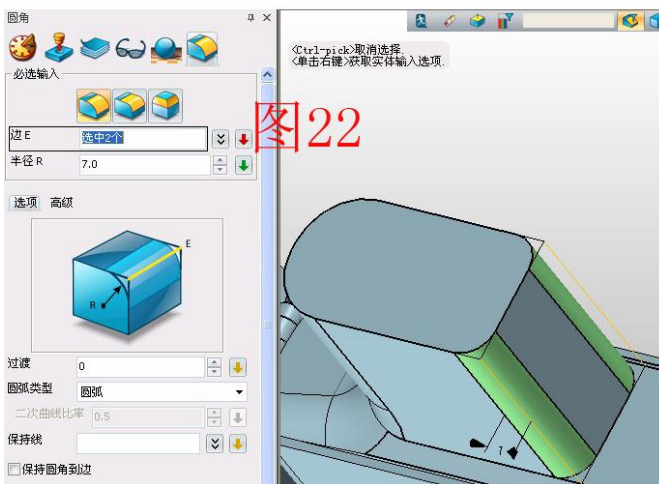 圆角
必选输入
边 E
选中2个
半径 R
7.0
选项 高级
E
R
过渡
0
圆弧类型
圆弧
二次曲线比率
0.5
保持线
保持圆角到边
<Ctrl-pick>取消选择.
<单击右键>获取实体输入选项.
图22
7